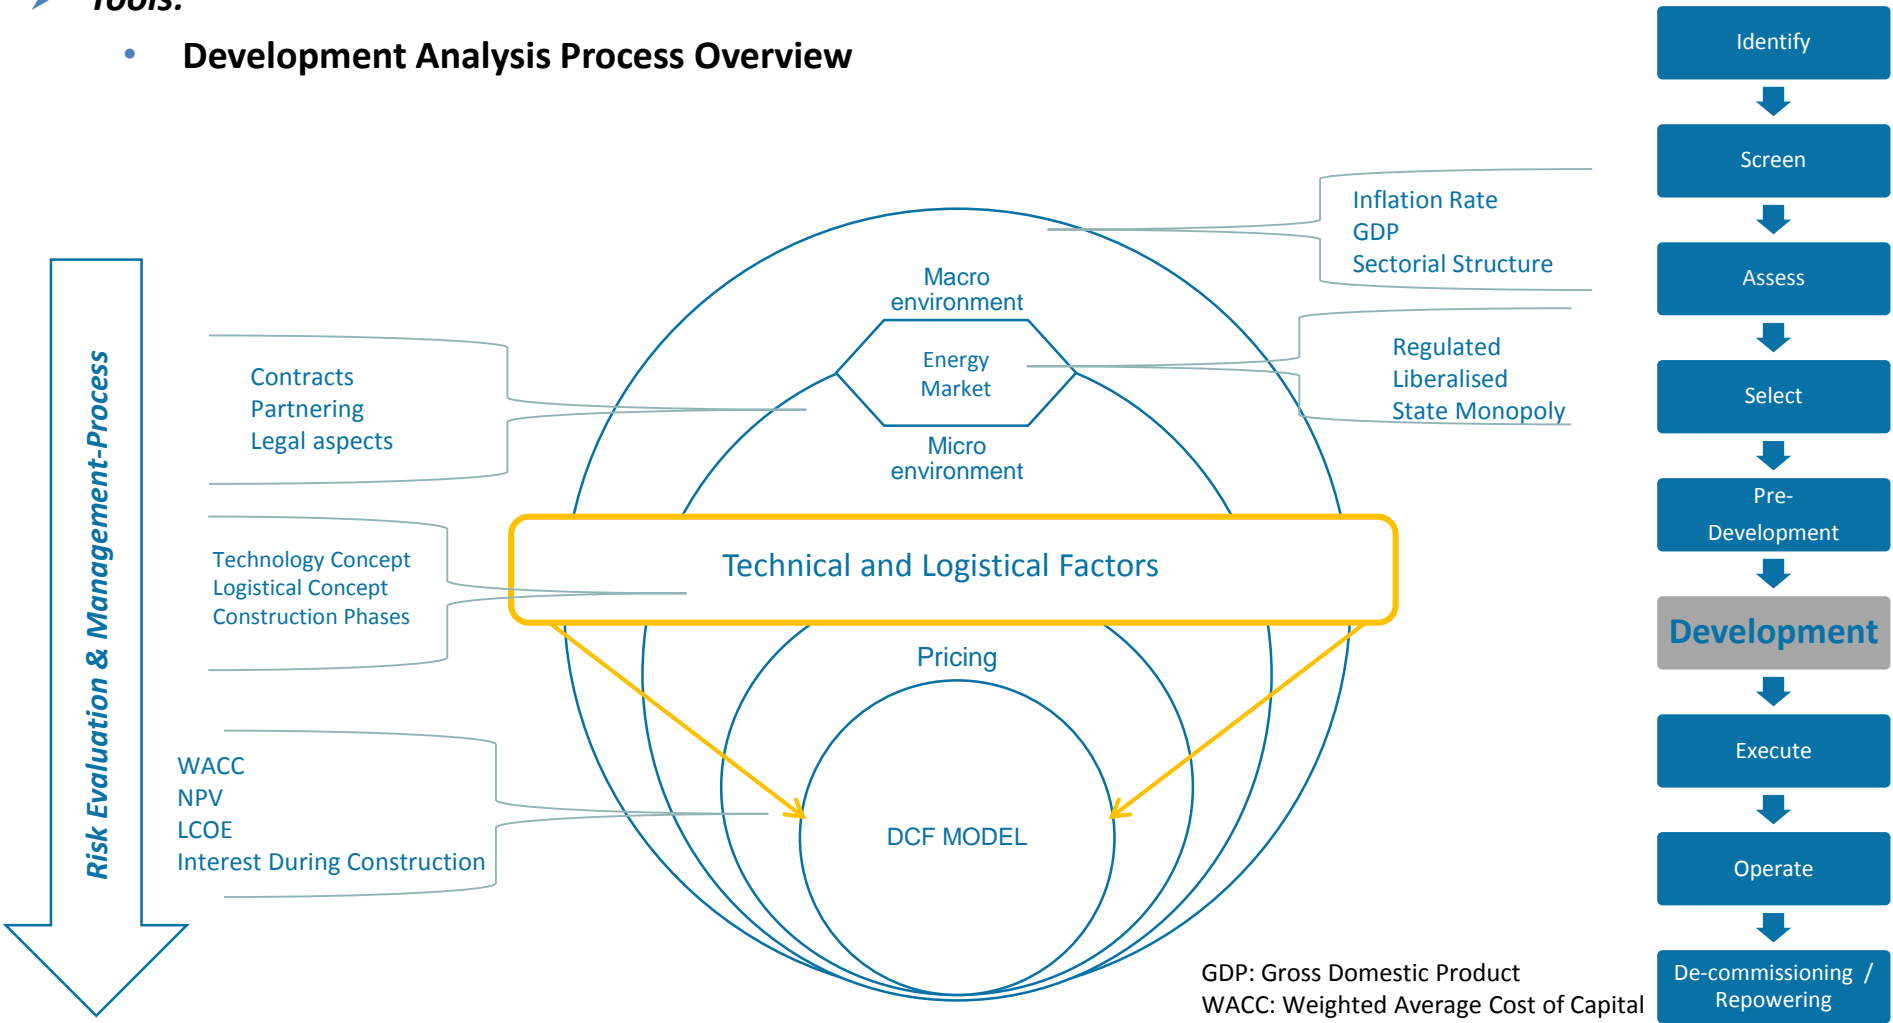 Tools:
• Development Analysis Process Overview
Risk Evaluation & Management-Process
Contracts
Partnering
Legal aspects
Technology Concept
Logistical Concept
Construction Phases
WACC
NPV
LCOE
Interest During Construction
Macro
environment
Energy
Market
Micro
environment
Technical and Logistical Factors
Pricing
DCF MODEL
Inflation Rate
GDP
Sectorial Structure
Regulated
Liberalised
State Monopoly
GDP: Gross Domestic Product
WACC: Weighted Average Cost of Capital
Identify
Screen
Assess
Select
Pre-
Development
Development
Execute
Operate
De-commissioning /
Repowering